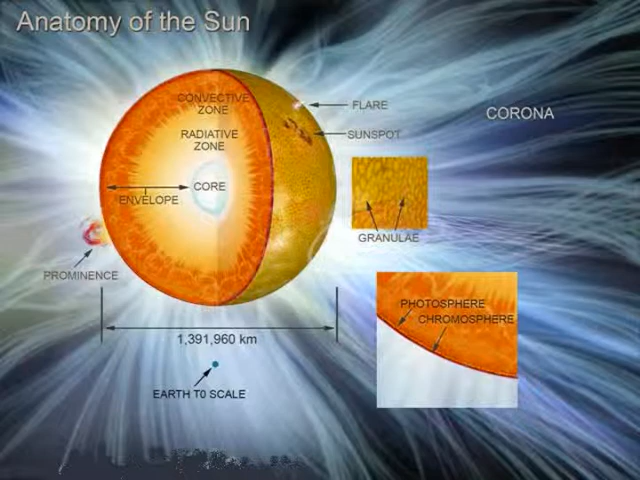 Anatomy of the Sun
CONVECTIVE
ZONE
FLARE
CORONA
RADIATIVE
ZONE
SUNSPOT
CORE
ENVELOPE
GRANULAE
PROMINENCE
PHOTOSPHERE
CHROMOSPHERE
1,391,960 km
EARTH T0 SCALE